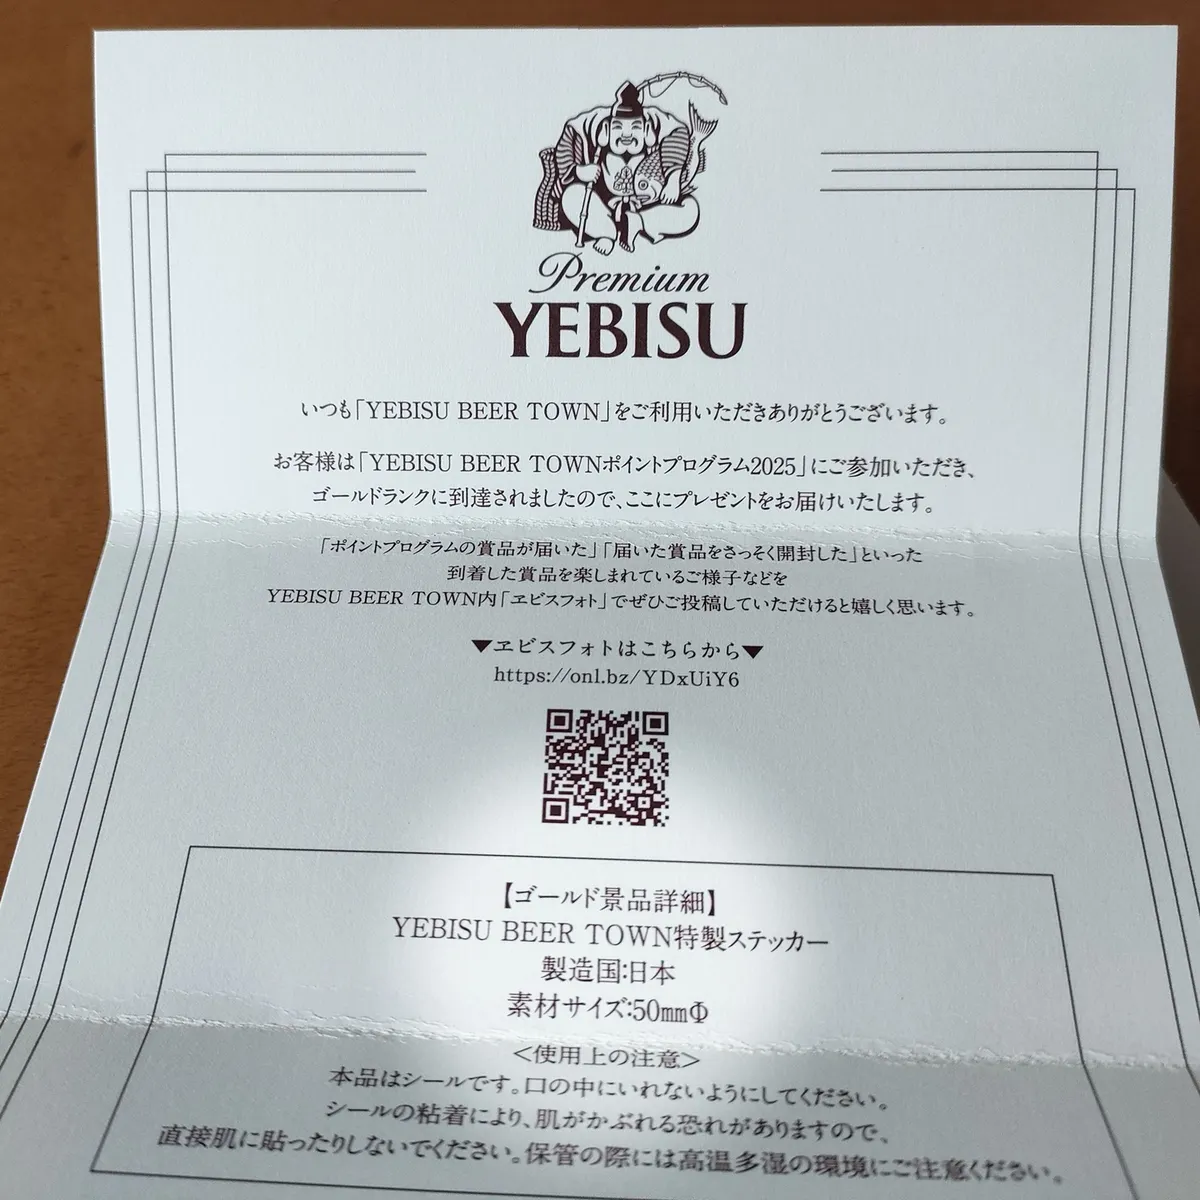 Premium
YEBISU
いつも「YEBISU BEER TOWN」をご利用いただきありがとうございます。
お客様は「YEBISU BEER TOWNポイントプログラム2025」にご参加いただき、
ゴールドランクに到達されましたので、ここにプレゼントをお届けいたします。
「ポイントプログラムの賞品が届いた」「届いた賞品をさっそく開封した」といった
到着した賞品を楽しまれているご様子などを
YEBISU BEER TOWN内「ヱビスフォト」でぜひご投稿していただけると嬉しく思います。
▼ヱビスフォトはこちらから▼
https://onl.bz/YDxUiY6
【ゴールド景品詳細】
YEBISU BEER TOWN特製ステッカー
製造国:日本
素材サイズ:50mmΦ
<使用上の注意>
本品はシールです。口の中にいれないようにしてください。
シールの粘着により、肌がかぶれる恐れがありますので、
直接肌に貼ったりしないでください。保管の際には高温多湿の環境にご注意ください。